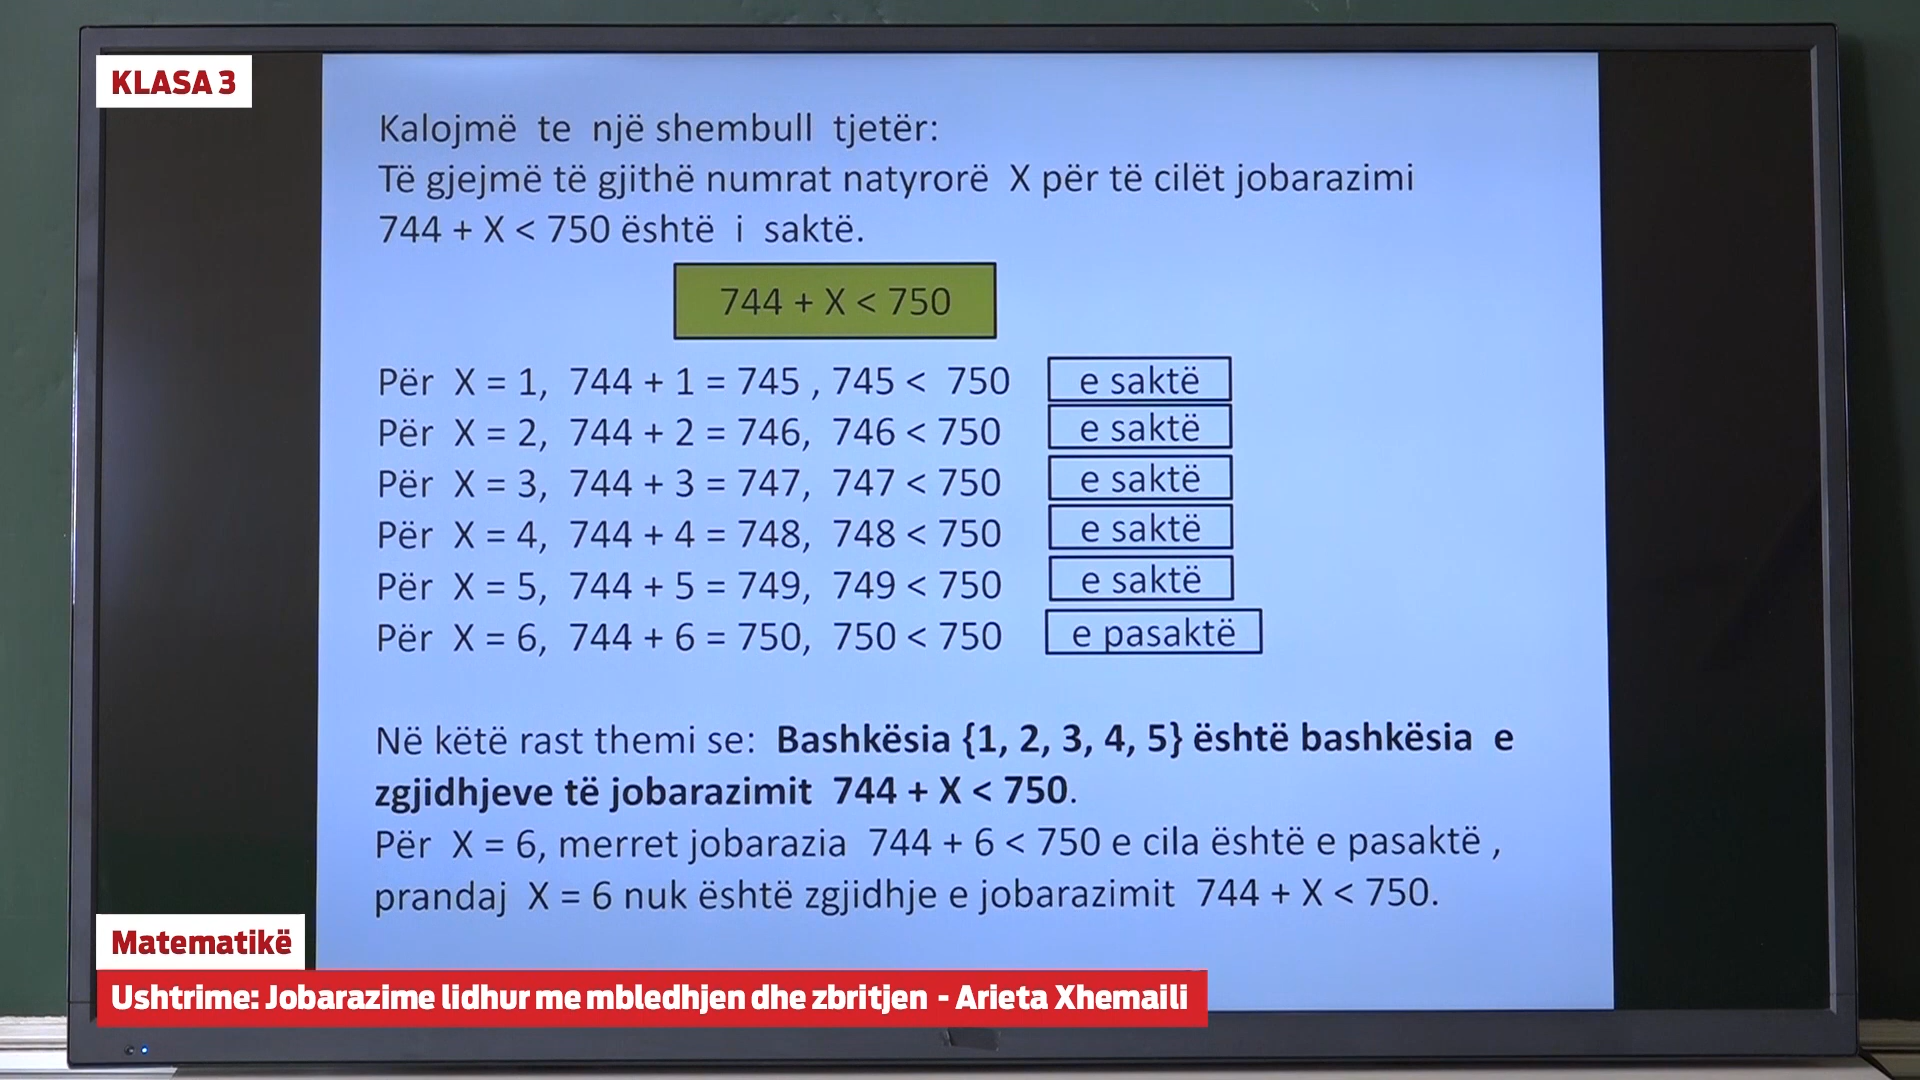 KLASA 3
Kalojmë te një shembull tjetër:
Të gjejmë të gjithë numrat natyrorë X për të cilët jobarazimi
744 + X < 750 është i saktë.
744 + X < 750
Për X = 1, 744 + 1 = 745 , 745 < 750 e saktë
Për X = 2, 744 + 2 = 746, 746 < 750 e saktë
Për X = 3, 744 + 3 = 747, 747 < 750 e saktë
Për X = 4, 744 + 4 = 748, 748 < 750 e saktë
Për X = 5, 744 + 5 = 749, 749 < 750 e saktë
Për X = 6, 744 + 6 = 750, 750 < 750 e pasaktë
Në këtë rast themi se: Bashkësia {1, 2, 3, 4, 5} është bashkësia e
zgjidhjeve të jobarazimit 744 + X < 750.
Për X = 6, merret jobarazia 744 + 6 < 750 e cila është e pasaktë ,
prandaj X = 6 nuk është zgjidhje e jobarazimit 744 + X < 750.
Matematikë
Ushtrime: Jobarazime lidhur me mbledhjen dhe zbritjen - Arieta Xhemaili